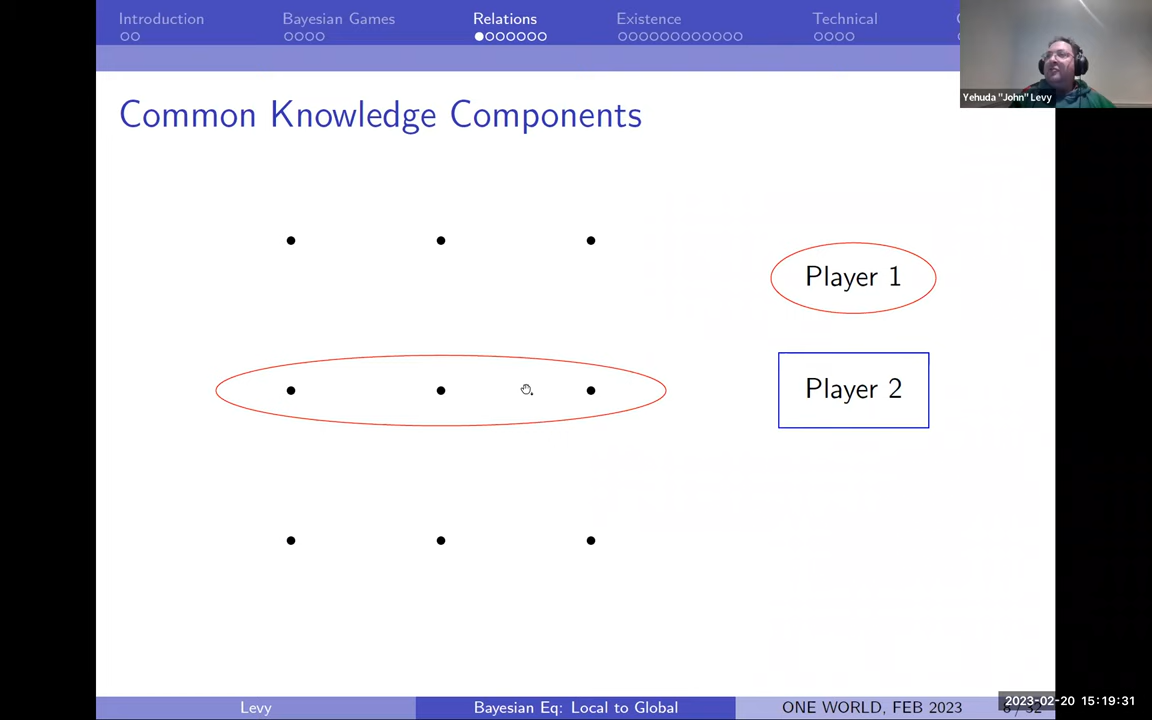 Introduction Bayesian Games Relations Existence Technical
Yehuda "John" Levy
Common Knowledge Components
Player 1
Player 2
Levy Bayesian Eq: Local to Global ONE WORLD, FEB 2023
2023-02-20 15:19:31